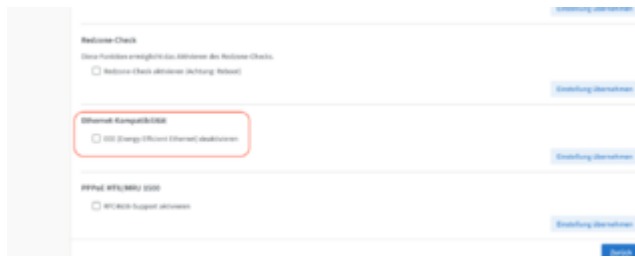 Einstellung übernehmen
Redzone-Check
Diese Funktion ermöglicht das Aktivieren des Redzone-Checks.
Redzone-Check aktivieren (Achtung: Reboot)
Einstellung übernehmen
Ethernet-Kompatibilität
EEE (Energy Efficient Ethernet) deaktivieren
Einstellung übernehmen
PPPoE MTU/MRU 1500
RFC4638-Support aktivieren
Einstellung übernehmen
Zurück